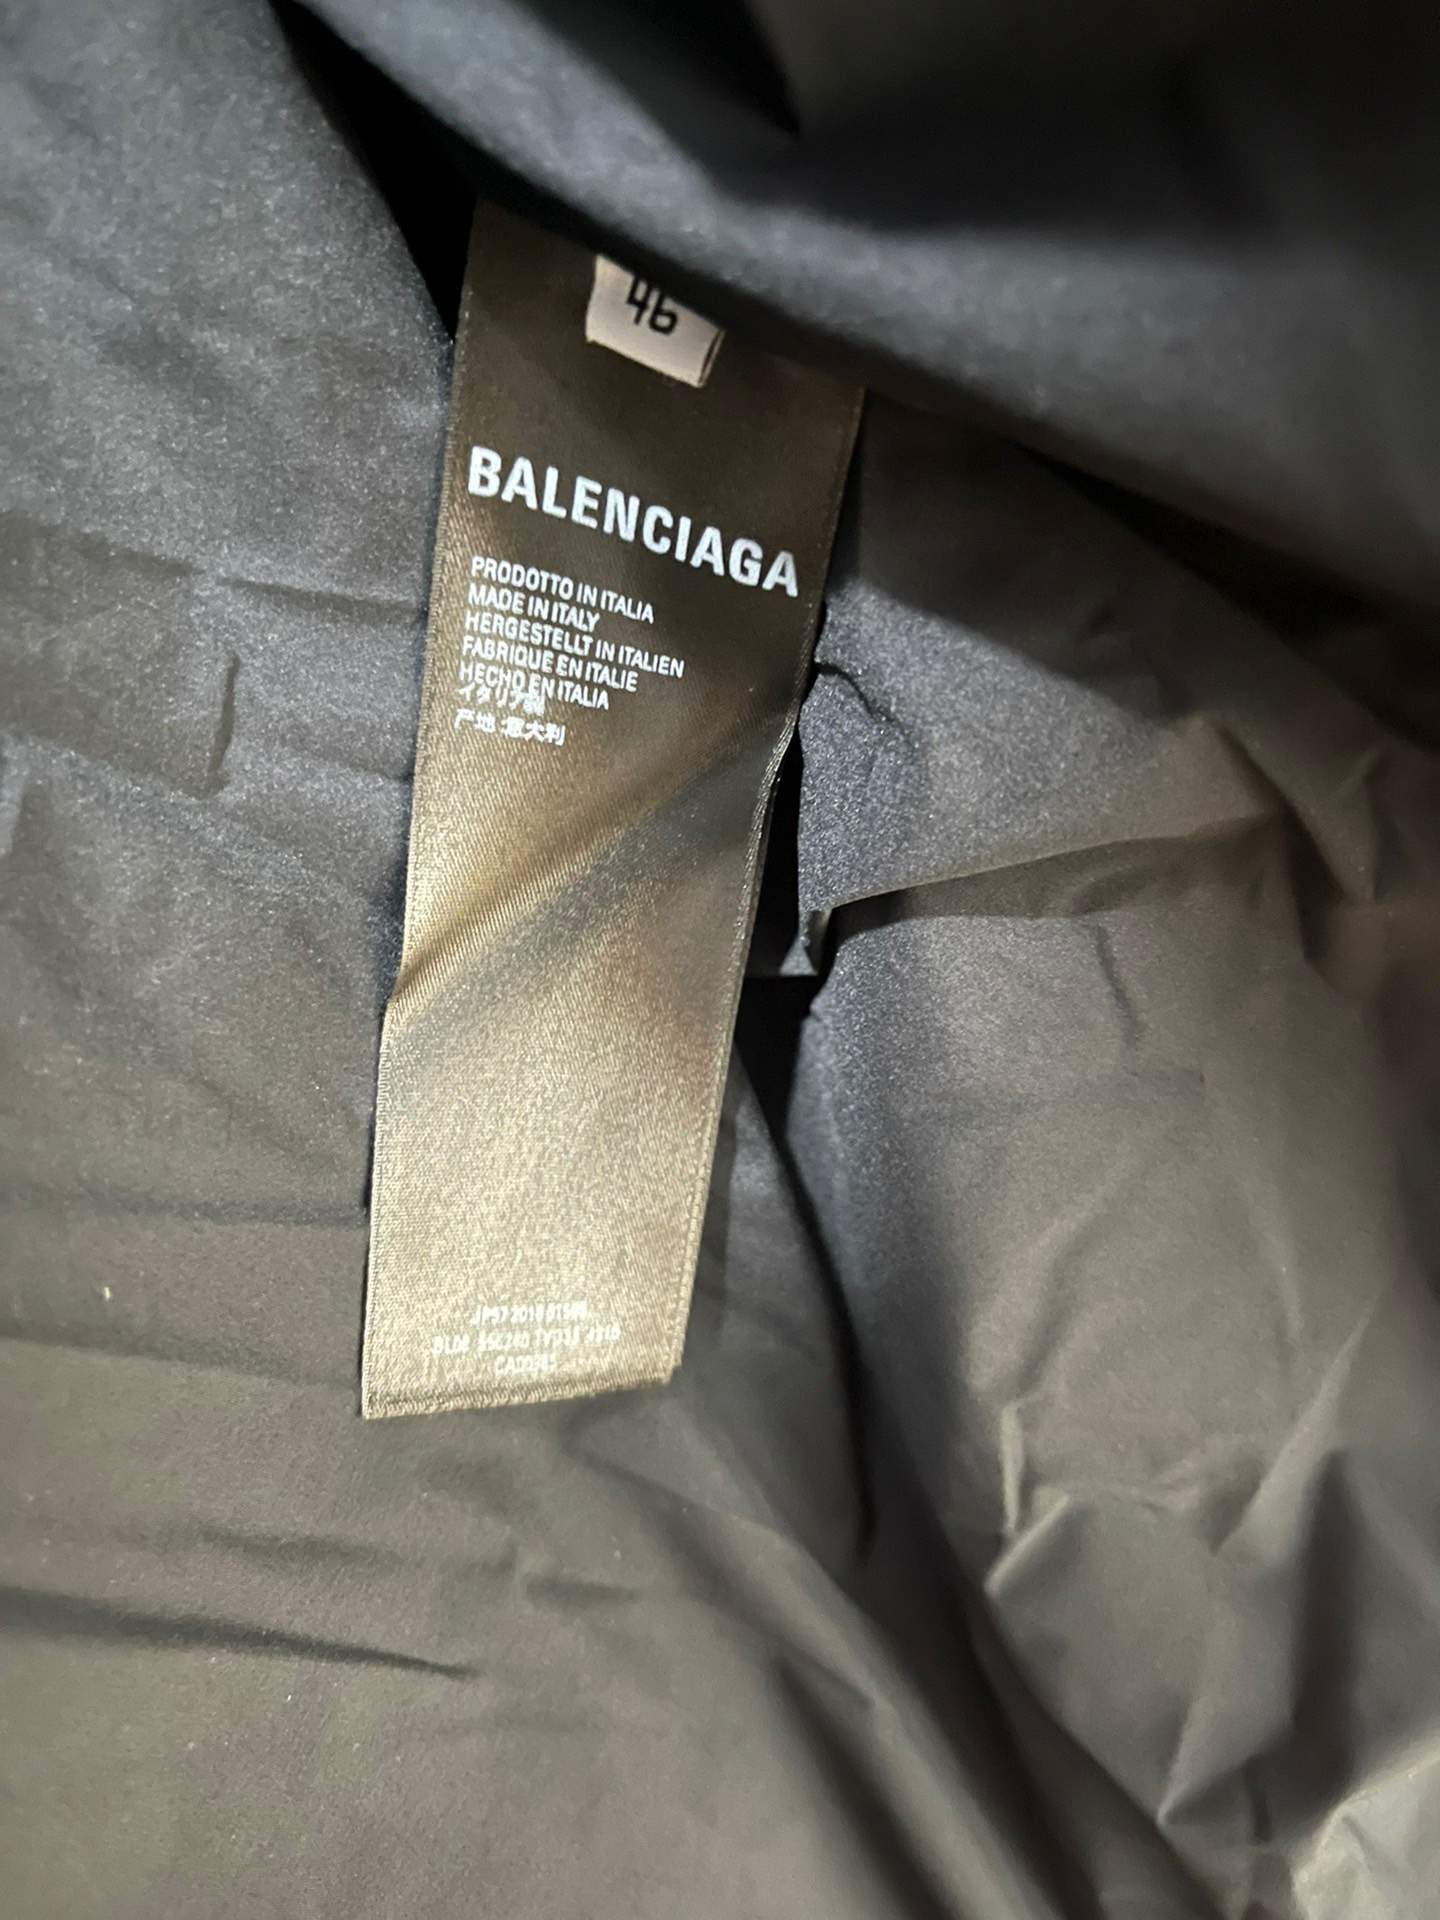 46
BALENCIAGA
PRODOTTO IN ITALIA
MADE IN ITALY
HERGESTELLT IN ITALIEN
FABRIQUE EN ITALIE
HECHO EN ITALIA
イタリア製
产地:意大利